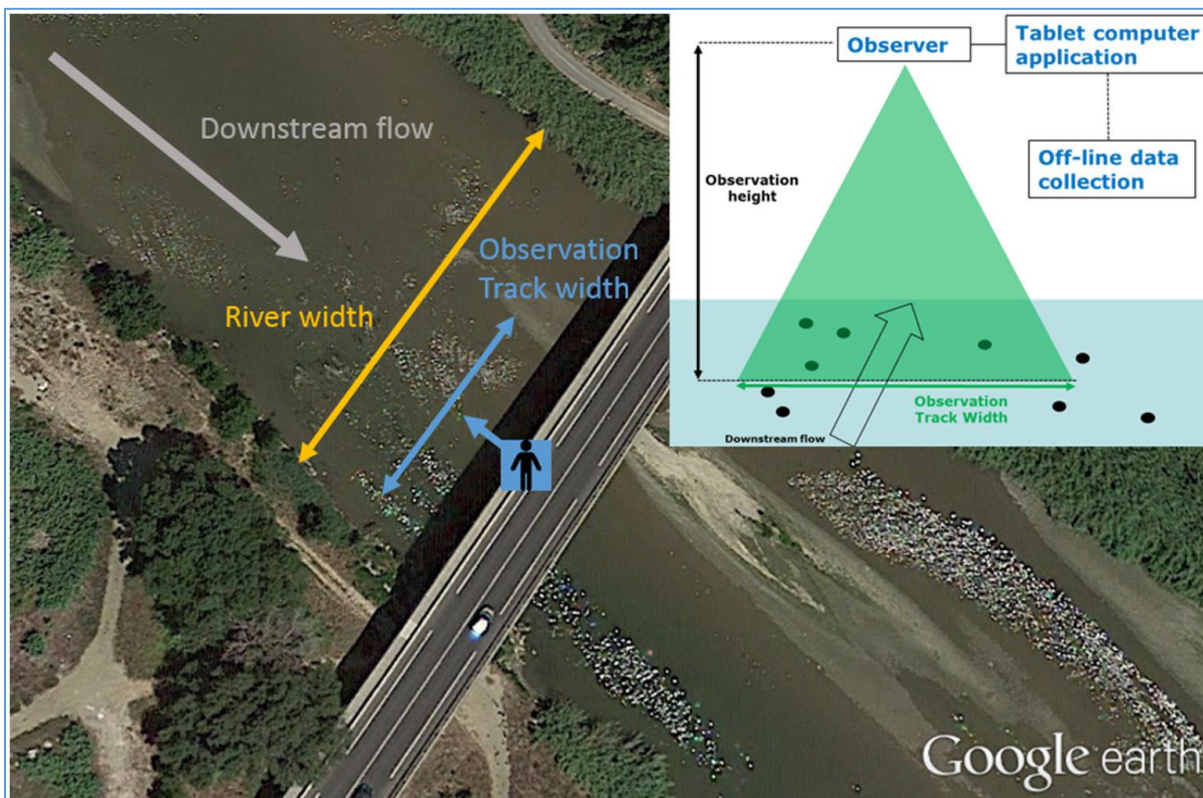 Downstream flow
River width
Observation
Track width
Observer
Tablet computer
application
Off-line data
collection
Observation
height
Observation
Track Width
Downstream flow
Google earth